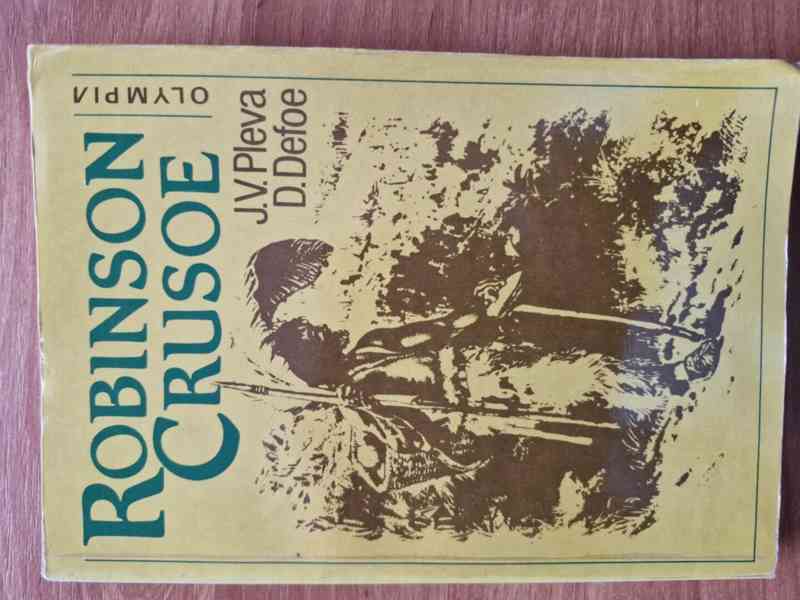 OLYMPIA
ROBINSON
CRUSOE
J.V.Pleva
D.Defoe